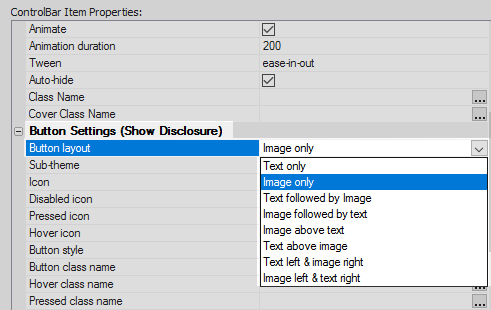 ControlBar Item Properties:
Animate
Animation duration 200
Tween ease-in-out
Auto-hide
Class Name ...
Cover Class Name ...
Button Settings (Show Disclosure)
Button layout Image only
Sub-theme Text only
Icon Image only
Disabled icon Text followed by Image
Pressed icon Image followed by text
Hover icon Image above text
Button style Text above image
Button class name Text left & image right
Hover class name Image left & text right
Pressed class name ...